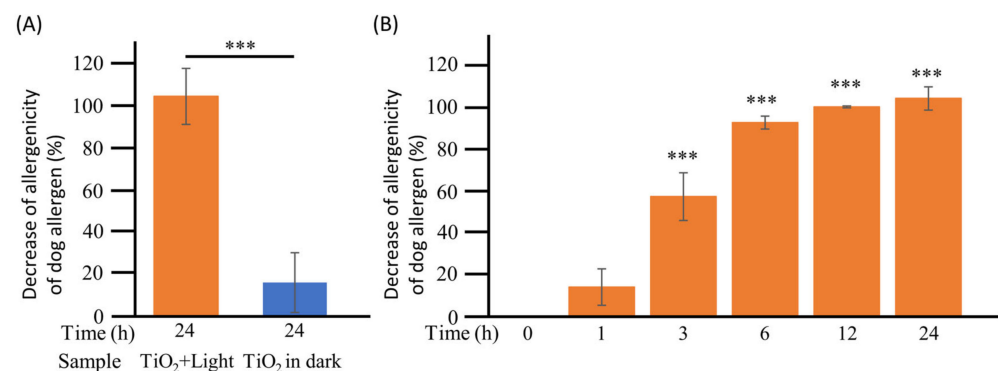 (A)
Decrease of allergenicity
of dog allergen (%)
120
100
80
60
40
20
0
***
Time (h) 24 24
Sample TiO₂+Light TiO₂ in dark
(B)
Decrease of allergenicity
of dog allergen (%)
120
100
80
60
40
20
0
***
***
***
***
Time (h) 0 1 3 6 12 24